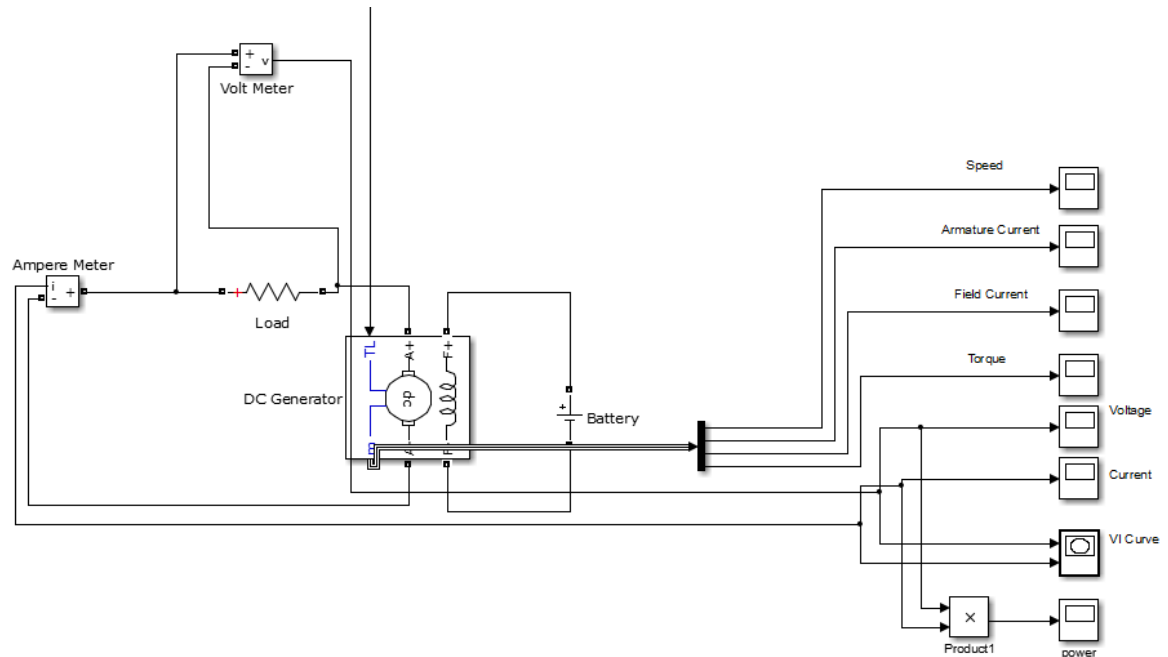 +
-
v
Volt Meter
Speed
Armature Current
Ampere Meter
i
-
+
+
Load
Field Current
TL
A+
F+
dc
DC Generator
Torque
+
Battery
Voltage
B
A-
F-
Current
VI Curve
×
Product1
power